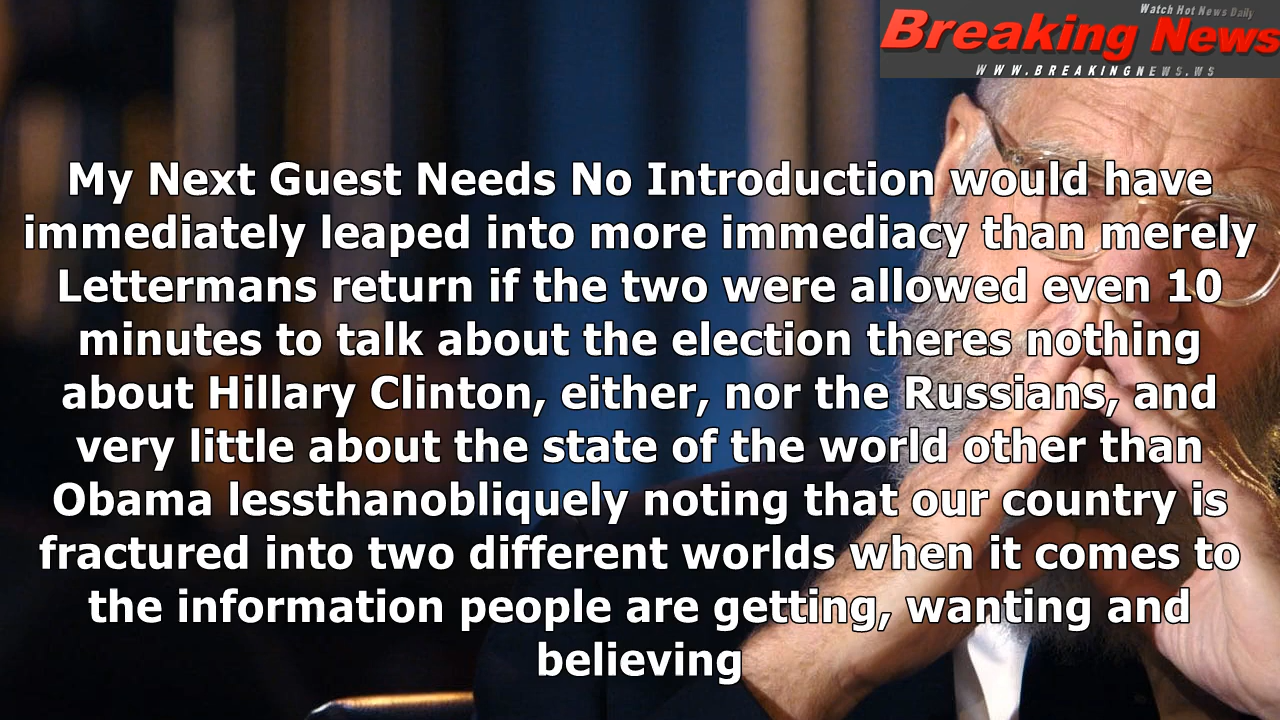 Watch Hot News Daily
Breaking News
WWW.BREAKINGNEWS.WS
My Next Guest Needs No Introduction would have
immediately leaped into more immediacy than merely
Lettermans return if the two were allowed even 10
minutes to talk about the election theres nothing
about Hillary Clinton, either, nor the Russians, and
very little about the state of the world other than
Obama lessthanobliquely noting that our country is
fractured into two different worlds when it comes to
the information people are getting, wanting and
believing